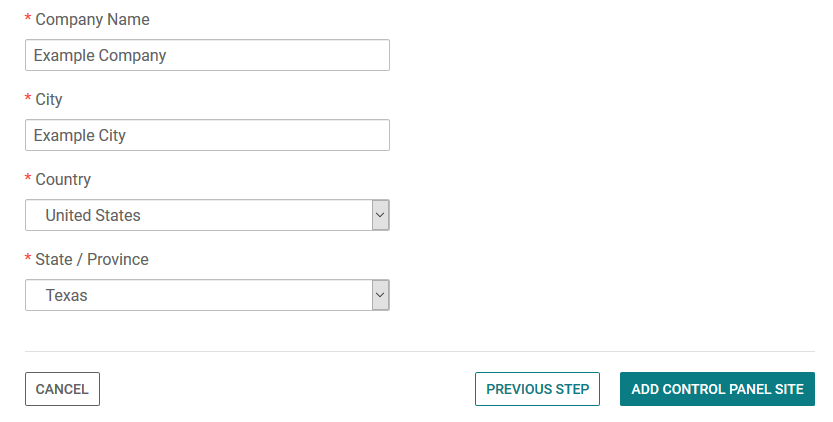 * Company Name
Example Company
* City
Example City
* Country
United States
* State / Province
Texas
CANCEL PREVIOUS STEP ADD CONTROL PANEL SITE